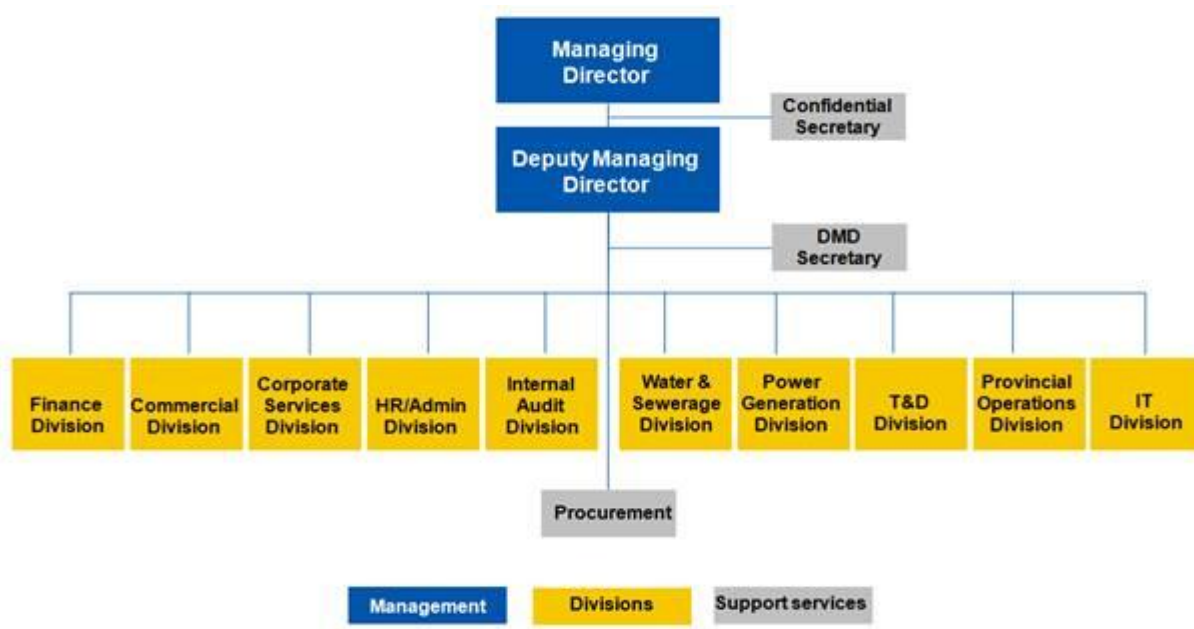 Managing
Director
Confidential
Secretary
Deputy Managing
Director
DMD
Secretary
Finance
Division
Commercial
Division
Corporate
Services
Division
HR/Admin
Division
Internal
Audit
Division
Water &
Sewerage
Division
Power
Generation
Division
T&D
Division
Provincial
Operations
Division
IT
Division
Procurement
Management
Divisions
Support services